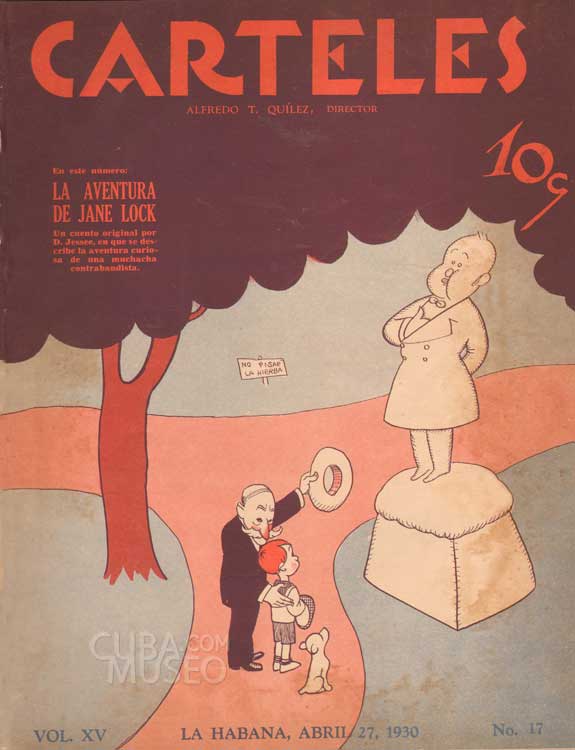 CARTELES
ALFREDO T. QUÍLEZ, DIRECTOR
10¢
En este número:
LA AVENTURA
DE JANE LOCK
Un cuento original por
D. Jessee, en que se des-
cribe la aventura curio-
sa de una muchacha
contrabandista.
NO PISAR
LA HIERBA
CUBA.COM
MUSEO
VOL. XV
LA HABANA, ABRIL 27, 1930
No. 17